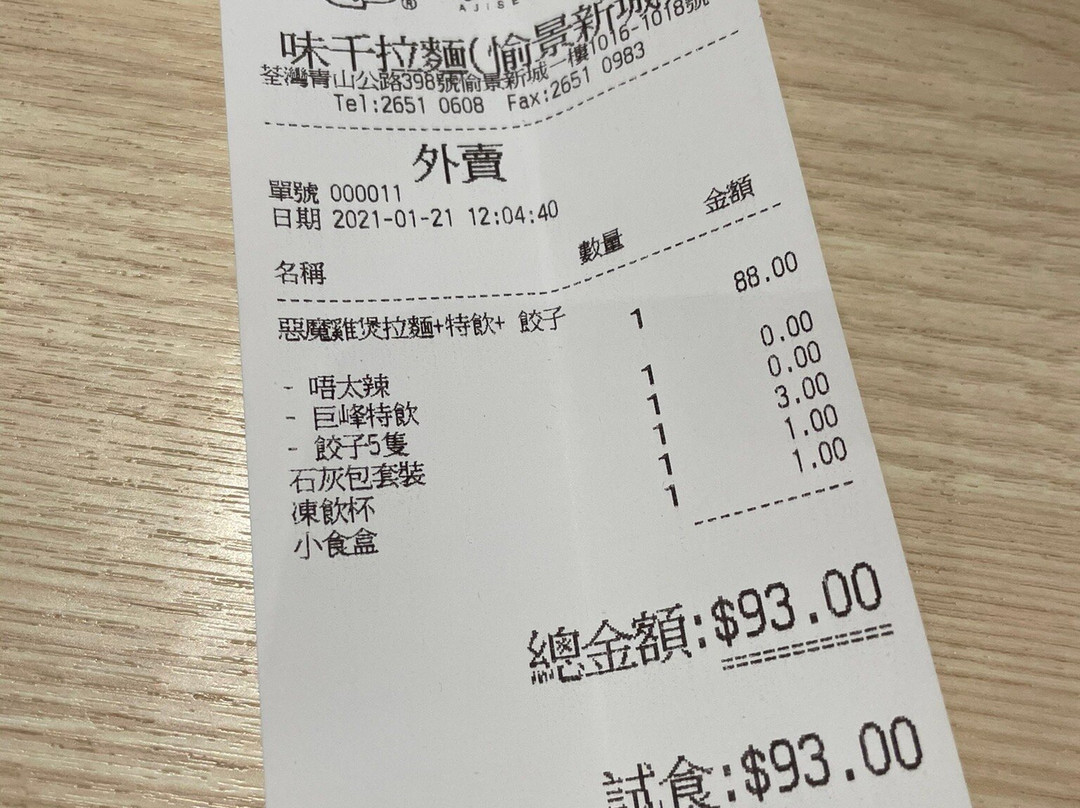 AJISE
味千拉麵(愉景新城
荃灣青山公路398號愉景新城一樓1016-1018號
Tel:2651 0608 Fax:2651 0983
外賣
單號 000011
日期 2021-01-21 12:04:40
名稱 數量 金額
惡魔雞煲拉麵+特飲+ 餃子 1 88.00
- 唔太辣
- 巨峰特飲 1 0.00
- 餃子5隻 1 0.00
石灰包套裝 1 3.00
凍飲杯 1 1.00
小食盒 1 1.00
總金額:$93.00
試食:$93.00